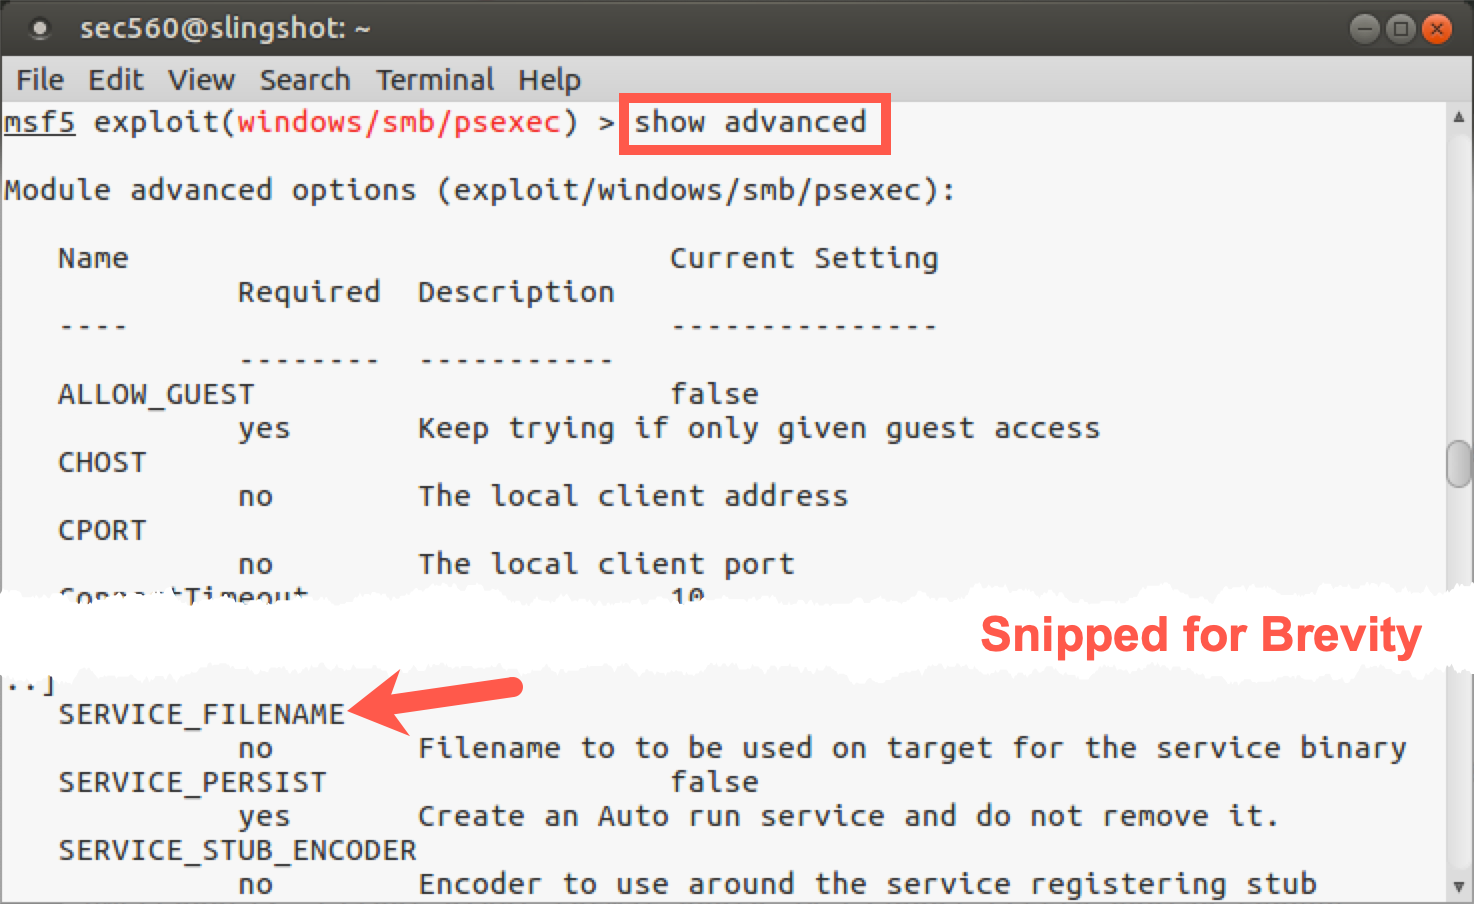 sec560@slingshot: ~
File Edit View Search Terminal Help
msf5 exploit(windows/smb/psexec) > show advanced
Module advanced options (exploit/windows/smb/psexec):
Name Current Setting
Required Description
---- ---------------
-------- -----------
ALLOW_GUEST false
yes Keep trying if only given guest access
CHOST
no The local client address
CPORT
no The local client port
ConnectTimeout 10
Snipped for Brevity
..]
SERVICE_FILENAME
no Filename to to be used on target for the service binary
SERVICE_PERSIST false
yes Create an Auto run service and do not remove it.
SERVICE_STUB_ENCODER
no Encoder to use around the service registering stub